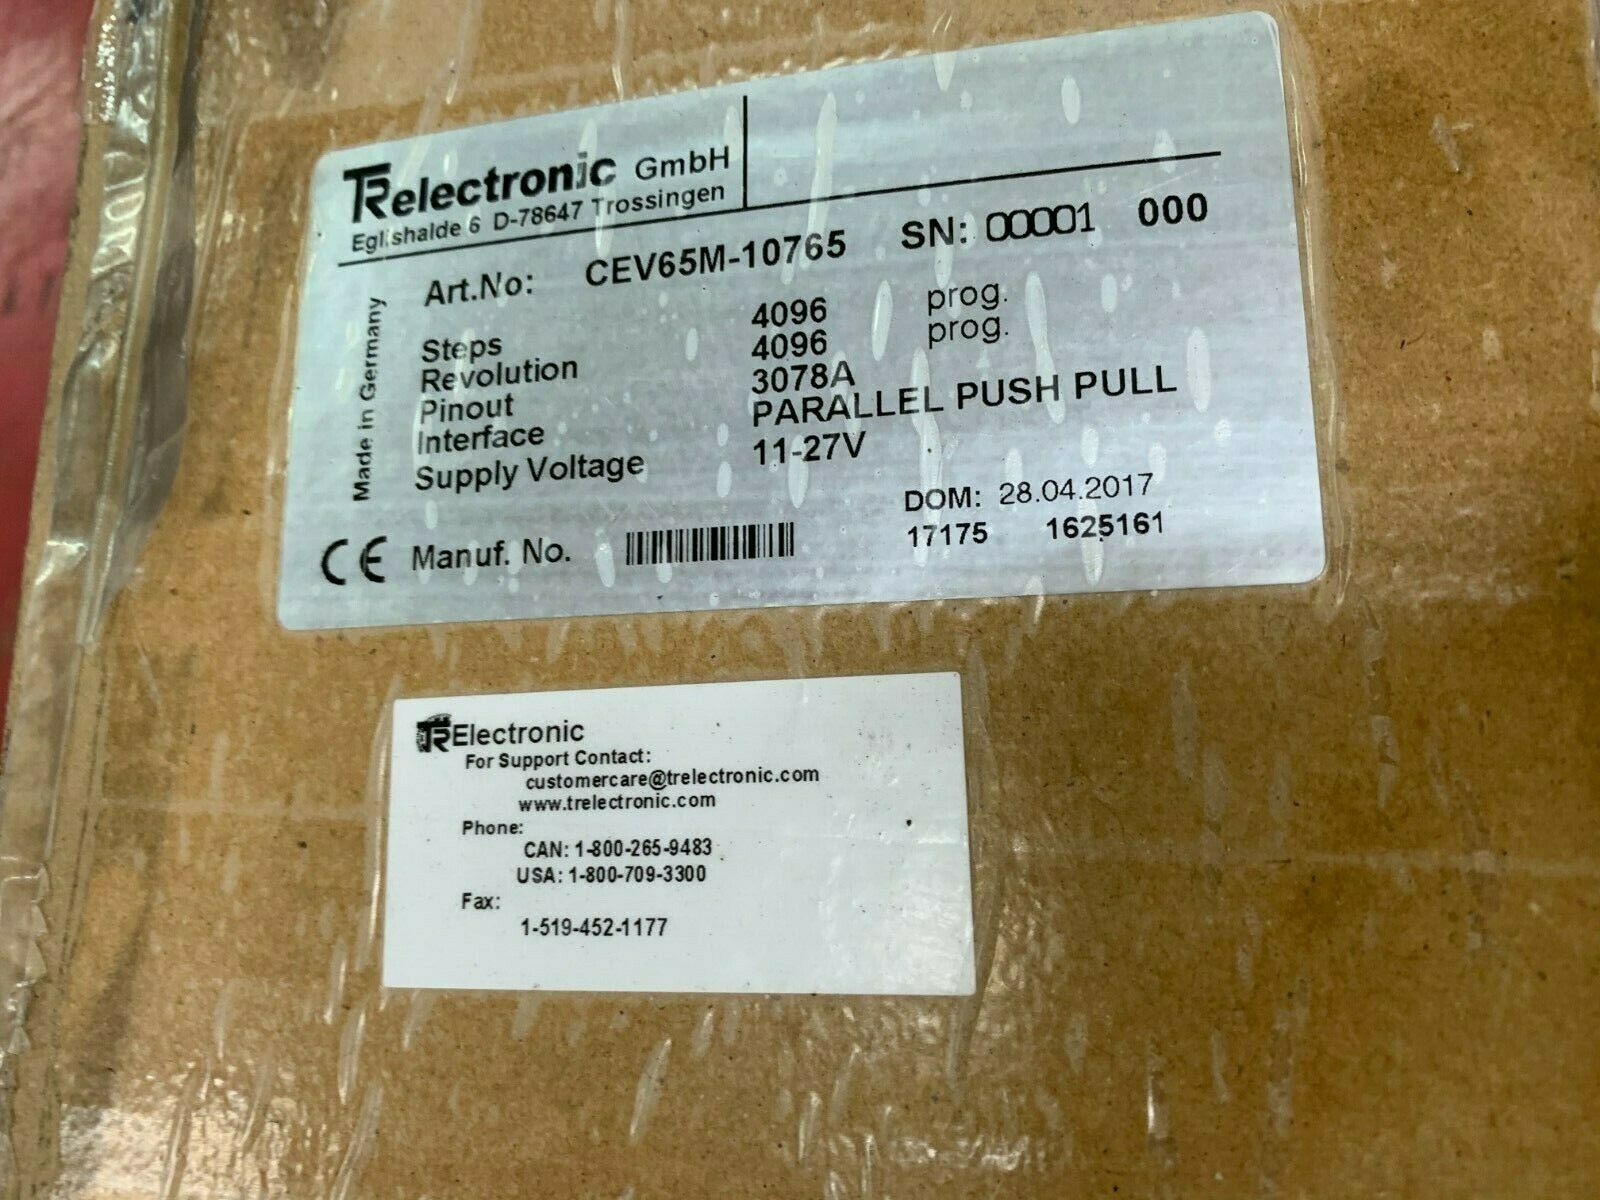 TRelectronic GmbH
Eglishalde 6 D-78647 Trossingen
Made in Germany
Art.No: CEV65M-10765 SN: 00001 000
Steps 4096 prog.
Revolution 4096 prog.
Pinout 3078A
Interface PARALLEL PUSH PULL
Supply Voltage 11-27V
DOM: 28.04.2017
CE Manuf. No. 17175 1625161
TRElectronic
For Support Contact:
customercare@trelectronic.com
www.trelectronic.com
Phone:
CAN: 1-800-265-9483
USA: 1-800-709-3300
Fax:
1-519-452-1177